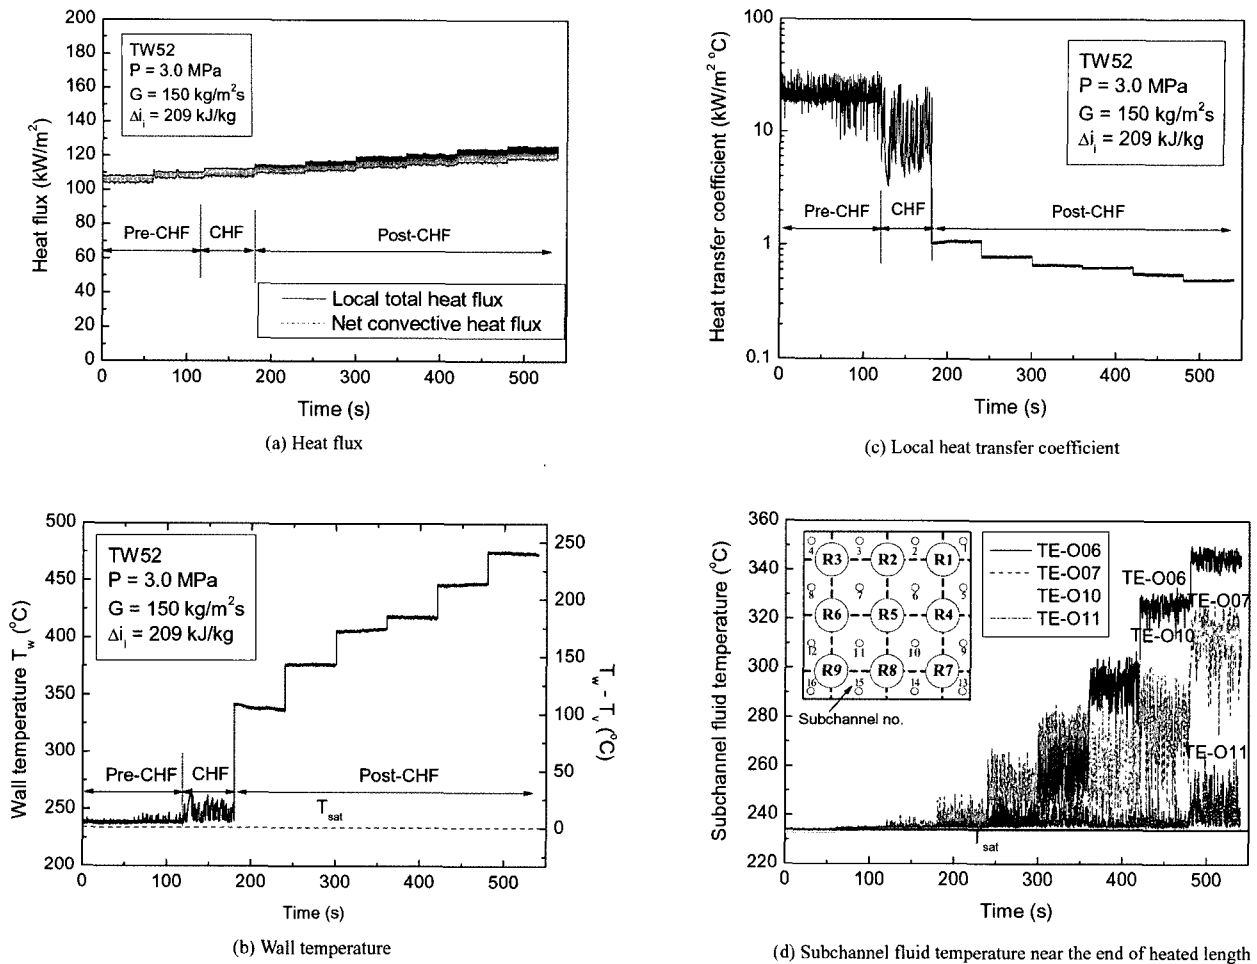 200
180
160
140
120
100
80
60
40
20
0
Heat flux (kW/m²)
TW52
P = 3.0 MPa
G = 150 kg/m²s
Δiᵢ = 209 kJ/kg
Pre-CHF
CHF
Post-CHF
Local total heat flux
Net convective heat flux
0 100 200 300 400 500
Time (s)
(a) Heat flux
100
10
1
0.1
Heat transfer coefficient (kW/m² °C)
TW52
P = 3.0 MPa
G = 150 kg/m²s
Δiᵢ = 209 kJ/kg
Pre-CHF
CHF
Post-CHF
0 100 200 300 400 500
Time (s)
(c) Local heat transfer coefficient
500
475
450
425
400
375
350
325
300
275
250
225
200
Wall temperature T_w (°C)
TW52
P = 3.0 MPa
G = 150 kg/m²s
Δiᵢ = 209 kJ/kg
Pre-CHF
CHF
Post-CHF
T_sat
250
200
150
100
50
0
T_w - T_v (°C)
0 100 200 300 400 500
Time (s)
(b) Wall temperature
360
340
320
300
280
260
240
220
Subchannel fluid temperature (°C)
4 3 2 1
R3 R2 R1
8 7 6 5
R6 R5 R4
12 11 10 9
R9 R8 R7
16 15 14 13
Subchannel no.
TE-O06
TE-O07
TE-O10
TE-O11
TE-O06
TE-O07
TE-O10
TE-O11
T_sat
0 100 200 300 400 500
Time (s)
(d) Subchannel fluid temperature near the end of heated length